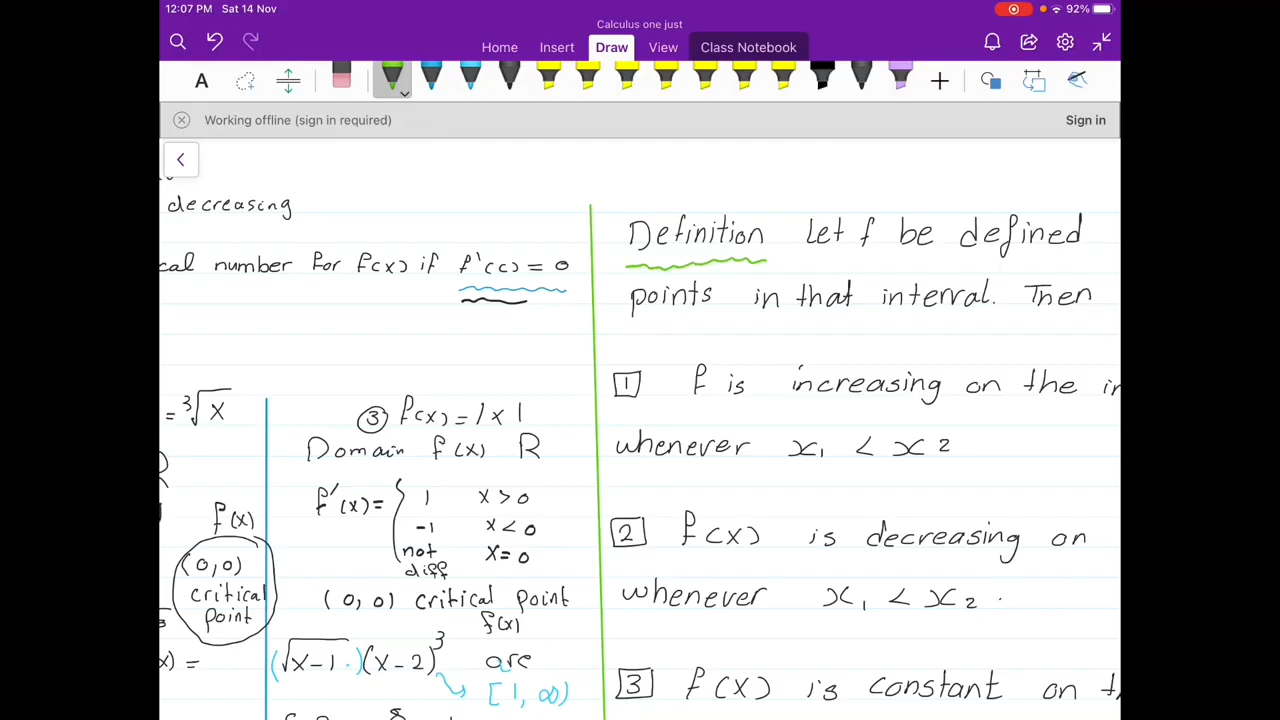 12:07 PM Sat 14 Nov
92%
Calculus one just
Home Insert Draw View Class Notebook
A
Working offline (sign in required)
Sign in
decreasing
cal number for f(x) if f'(c) = 0
= ∛x
f(x)
(0,0)
critical
point
x) =
③ f(x) = |x|
Domain f(x) R
f'(x) = { 1 x > 0
-1 x < 0
not diff x = 0
(0,0) critical point
f(x)
(√x-1 ·)(x-2)³ are
[1, ∞)
Definition Let f be defined
points in that interval. Then
1 f is increasing on the in
whenever x₁ < x₂
2 f(x) is decreasing on
whenever x₁ < x₂ .
3 f(x) is constant on th